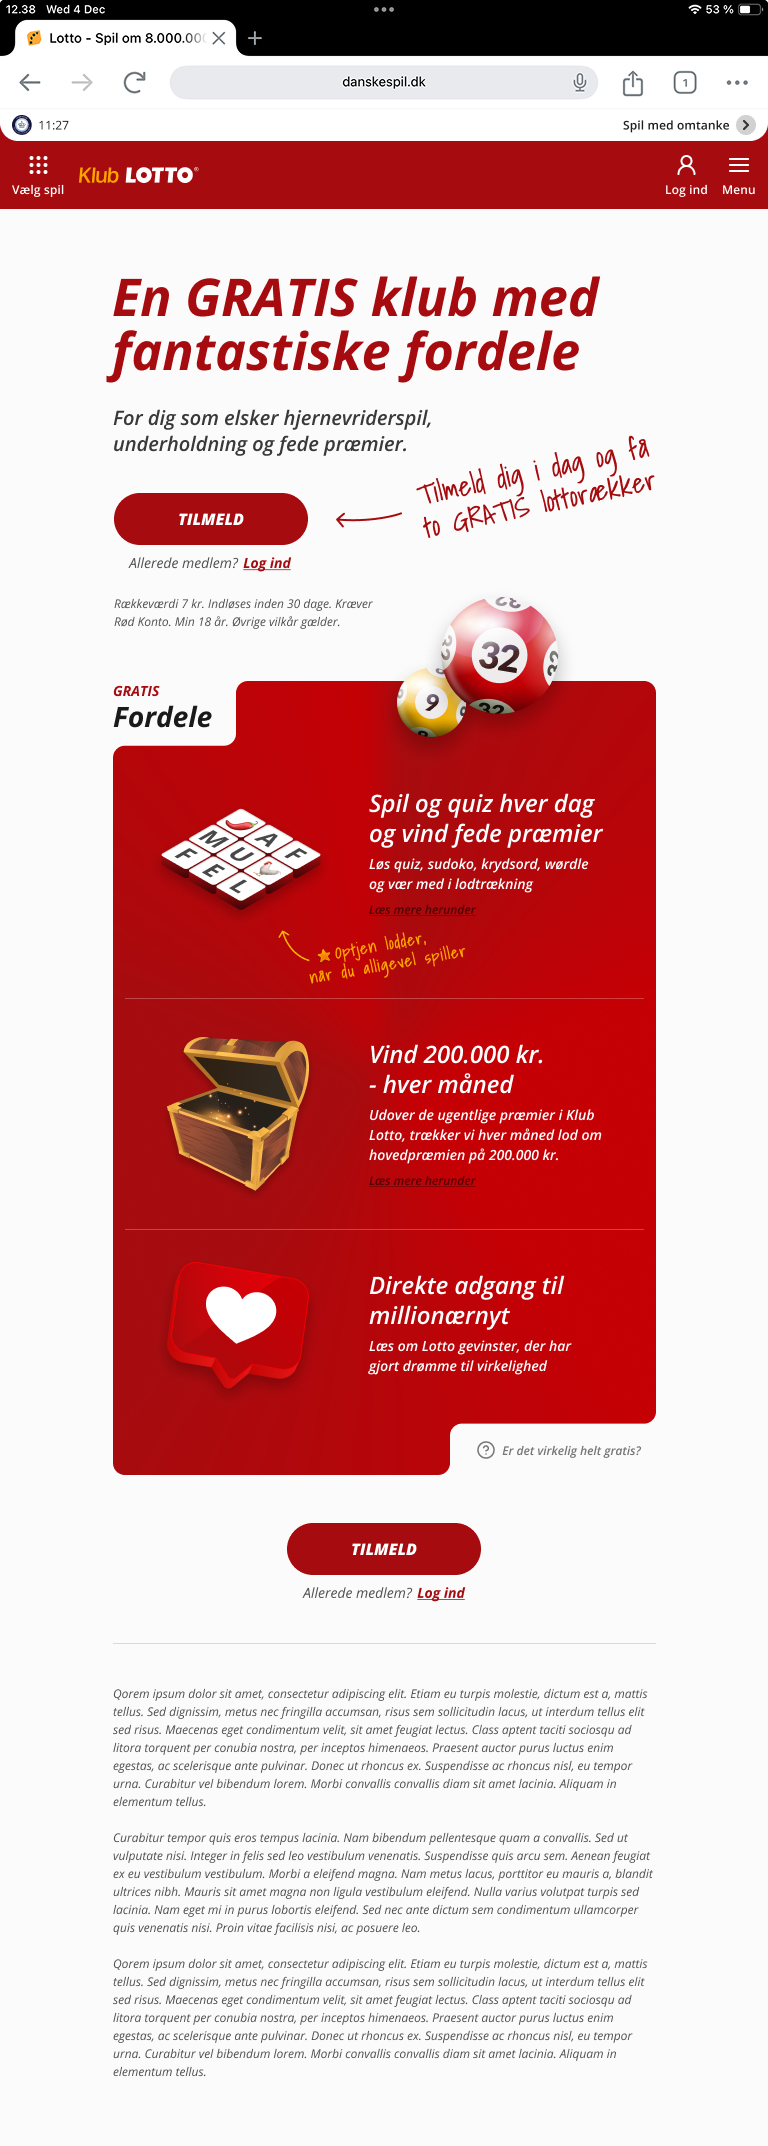 12.38 Wed 4 Dec
53 %
Lotto - Spil om 8.000.000
danskespil.dk
1
11:27
Spil med omtanke
Vælg spil
Klub LOTTO®
Log ind
Menu
En GRATIS klub med
fantastiske fordele
For dig som elsker hjernevriderspil,
underholdning og fede præmier.
Tilmeld dig i dag og få
to GRATIS lottorækker
TILMELD
Allerede medlem? Log ind
Rækkeværdi 7 kr. Indløses inden 30 dage. Kræver
Rød Konto. Min 18 år. Øvrige vilkår gælder.
32
32
32
32
32
9
9
8
GRATIS
Fordele
Spil og quiz hver dag
og vind fede præmier
Løs quiz, sudoko, krydsord, wørdle
og vær med i lodtrækning
Læs mere herunder
A F
M U
F E L
Optjen lodder,
når du alligevel spiller
Vind 200.000 kr.
- hver måned
Udover de ugentlige præmier i Klub
Lotto, trækker vi hver måned lod om
hovedpræmien på 200.000 kr.
Læs mere herunder
Direkte adgang til
millionærnyt
Læs om Lotto gevinster, der har
gjort drømme til virkelighed
? Er det virkelig helt gratis?
TILMELD
Allerede medlem? Log ind
Qorem ipsum dolor sit amet, consectetur adipiscing elit. Etiam eu turpis molestie, dictum est a, mattis
tellus. Sed dignissim, metus nec fringilla accumsan, risus sem sollicitudin lacus, ut interdum tellus elit
sed risus. Maecenas eget condimentum velit, sit amet feugiat lectus. Class aptent taciti sociosqu ad
litora torquent per conubia nostra, per inceptos himenaeos. Praesent auctor purus luctus enim
egestas, ac scelerisque ante pulvinar. Donec ut rhoncus ex. Suspendisse ac rhoncus nisl, eu tempor
urna. Curabitur vel bibendum lorem. Morbi convallis convallis diam sit amet lacinia. Aliquam in
elementum tellus.
Curabitur tempor quis eros tempus lacinia. Nam bibendum pellentesque quam a convallis. Sed ut
vulputate nisi. Integer in felis sed leo vestibulum venenatis. Suspendisse quis arcu sem. Aenean feugiat
ex eu vestibulum vestibulum. Morbi a eleifend magna. Nam metus lacus, porttitor eu mauris a, blandit
ultrices nibh. Mauris sit amet magna non ligula vestibulum eleifend. Nulla varius volutpat turpis sed
lacinia. Nam eget mi in purus lobortis eleifend. Sed nec ante dictum sem condimentum ullamcorper
quis venenatis nisi. Proin vitae facilisis nisi, ac posuere leo.
Qorem ipsum dolor sit amet, consectetur adipiscing elit. Etiam eu turpis molestie, dictum est a, mattis
tellus. Sed dignissim, metus nec fringilla accumsan, risus sem sollicitudin lacus, ut interdum tellus elit
sed risus. Maecenas eget condimentum velit, sit amet feugiat lectus. Class aptent taciti sociosqu ad
litora torquent per conubia nostra, per inceptos himenaeos. Praesent auctor purus luctus enim
egestas, ac scelerisque ante pulvinar. Donec ut rhoncus ex. Suspendisse ac rhoncus nisl, eu tempor
urna. Curabitur vel bibendum lorem. Morbi convallis convallis diam sit amet lacinia. Aliquam in
elementum tellus.